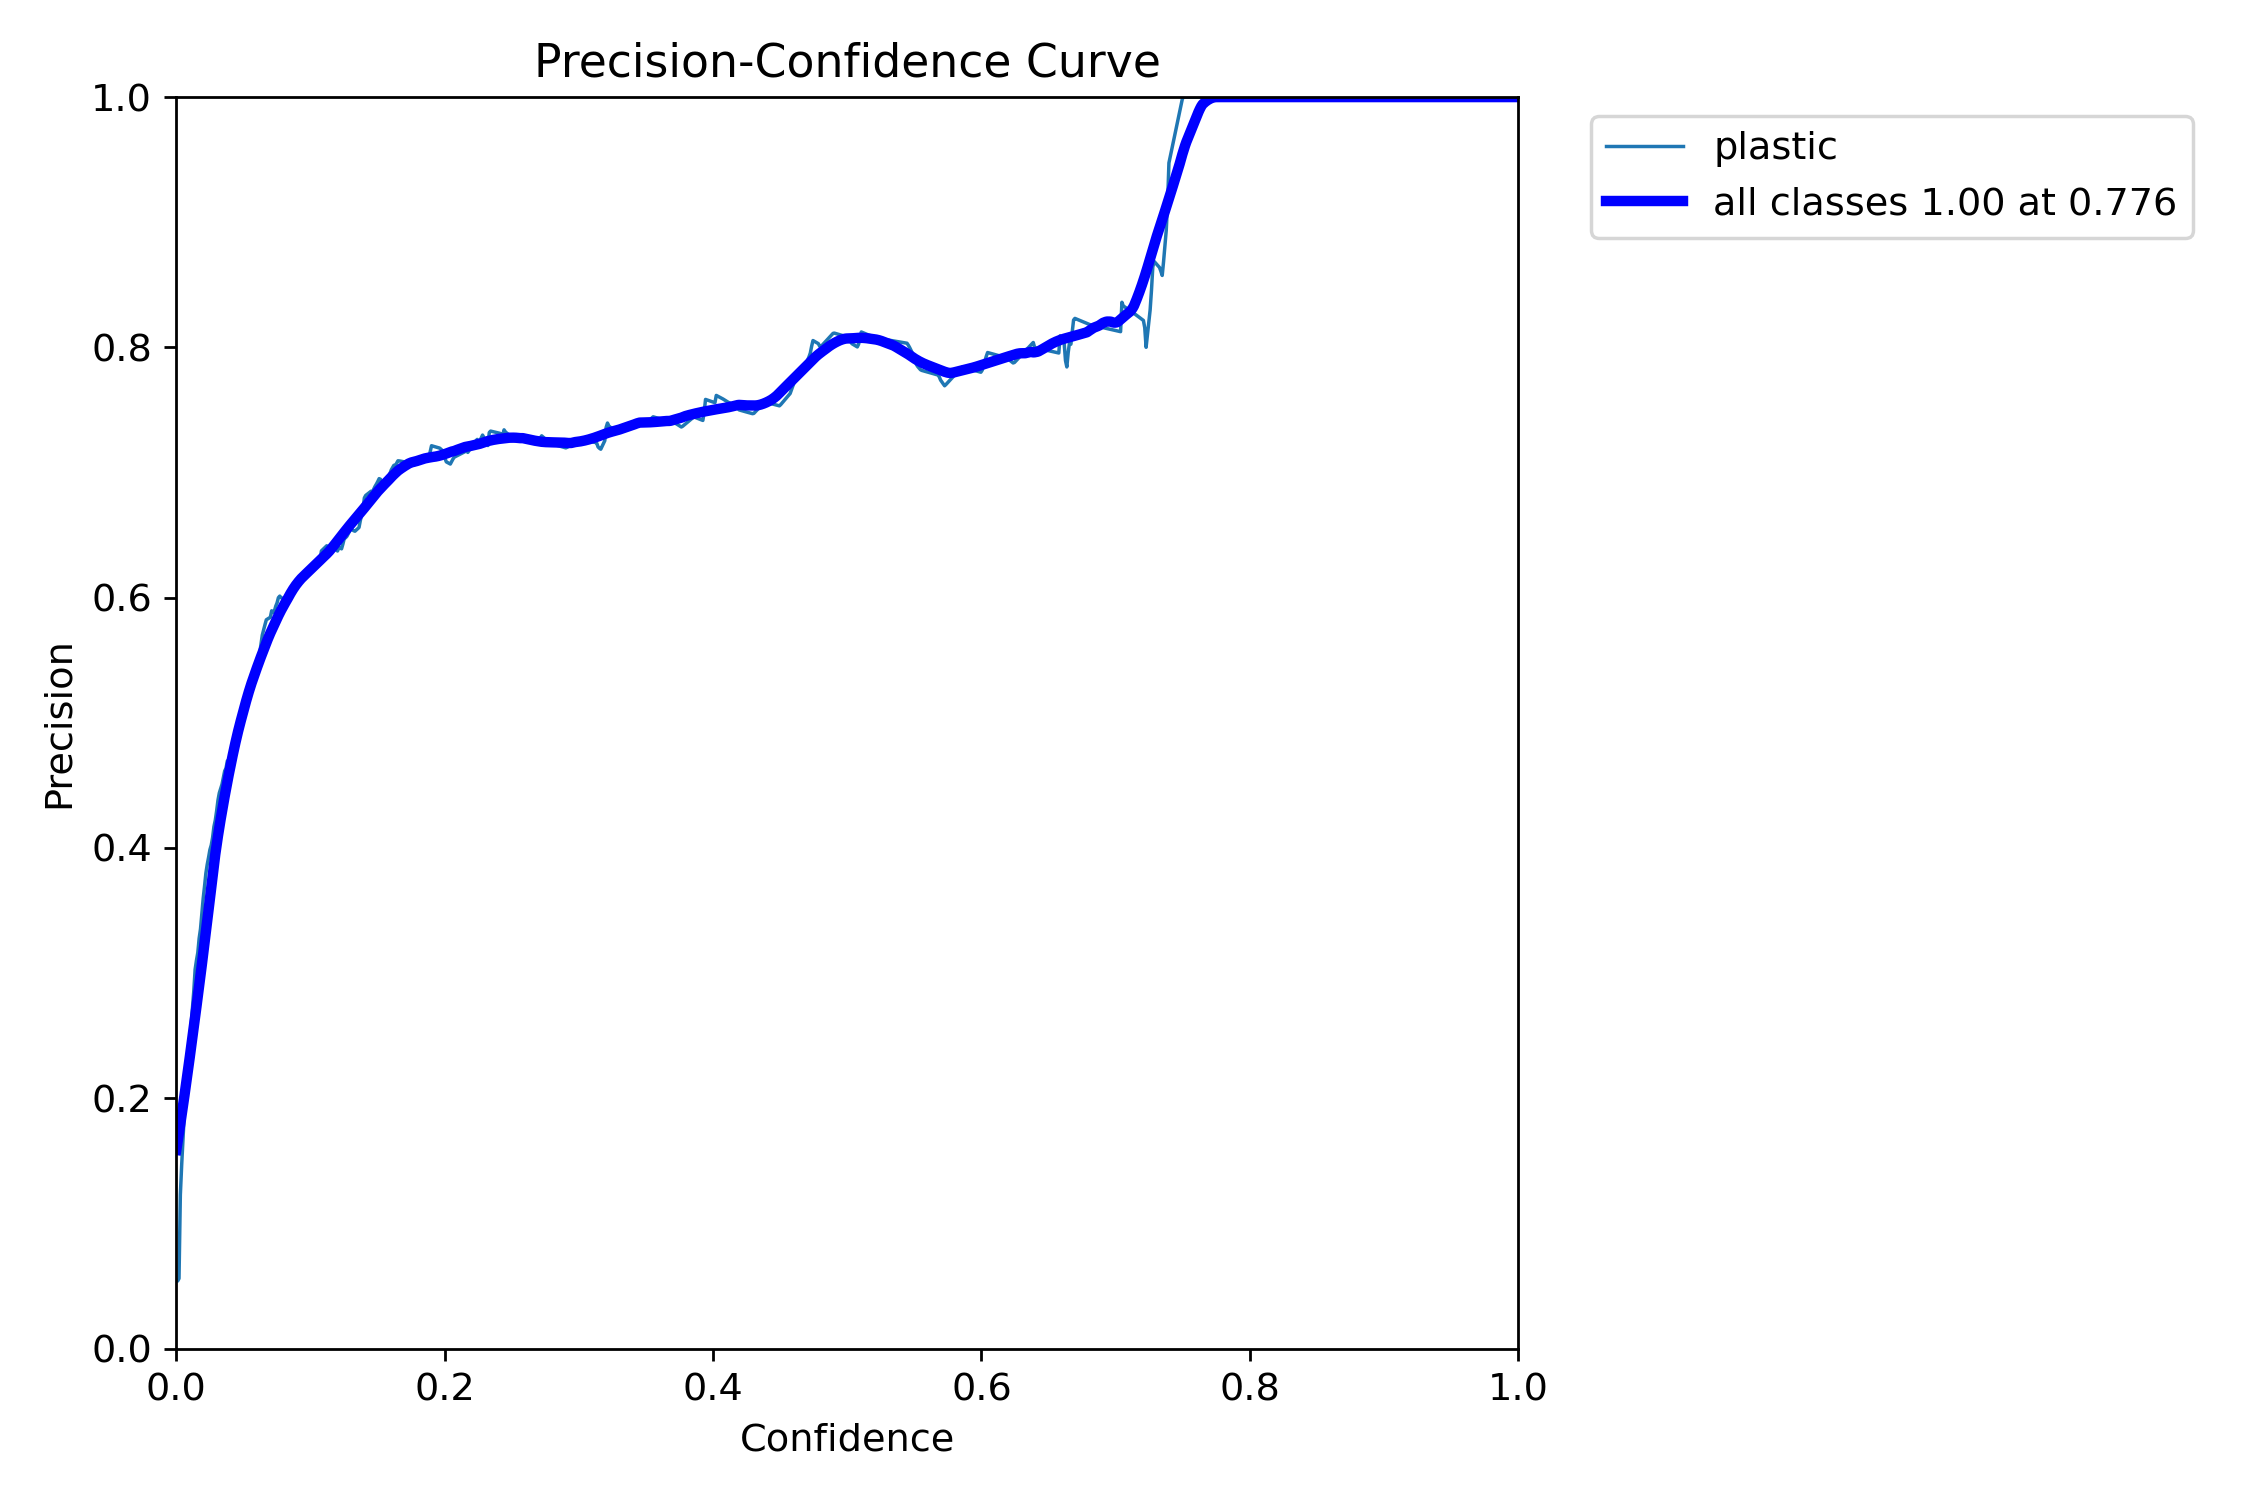 Precision-Confidence Curve
1.0
0.8
0.6
0.4
0.2
0.0
Precision
0.0 0.2 0.4 0.6 0.8 1.0
Confidence
plastic
all classes 1.00 at 0.776